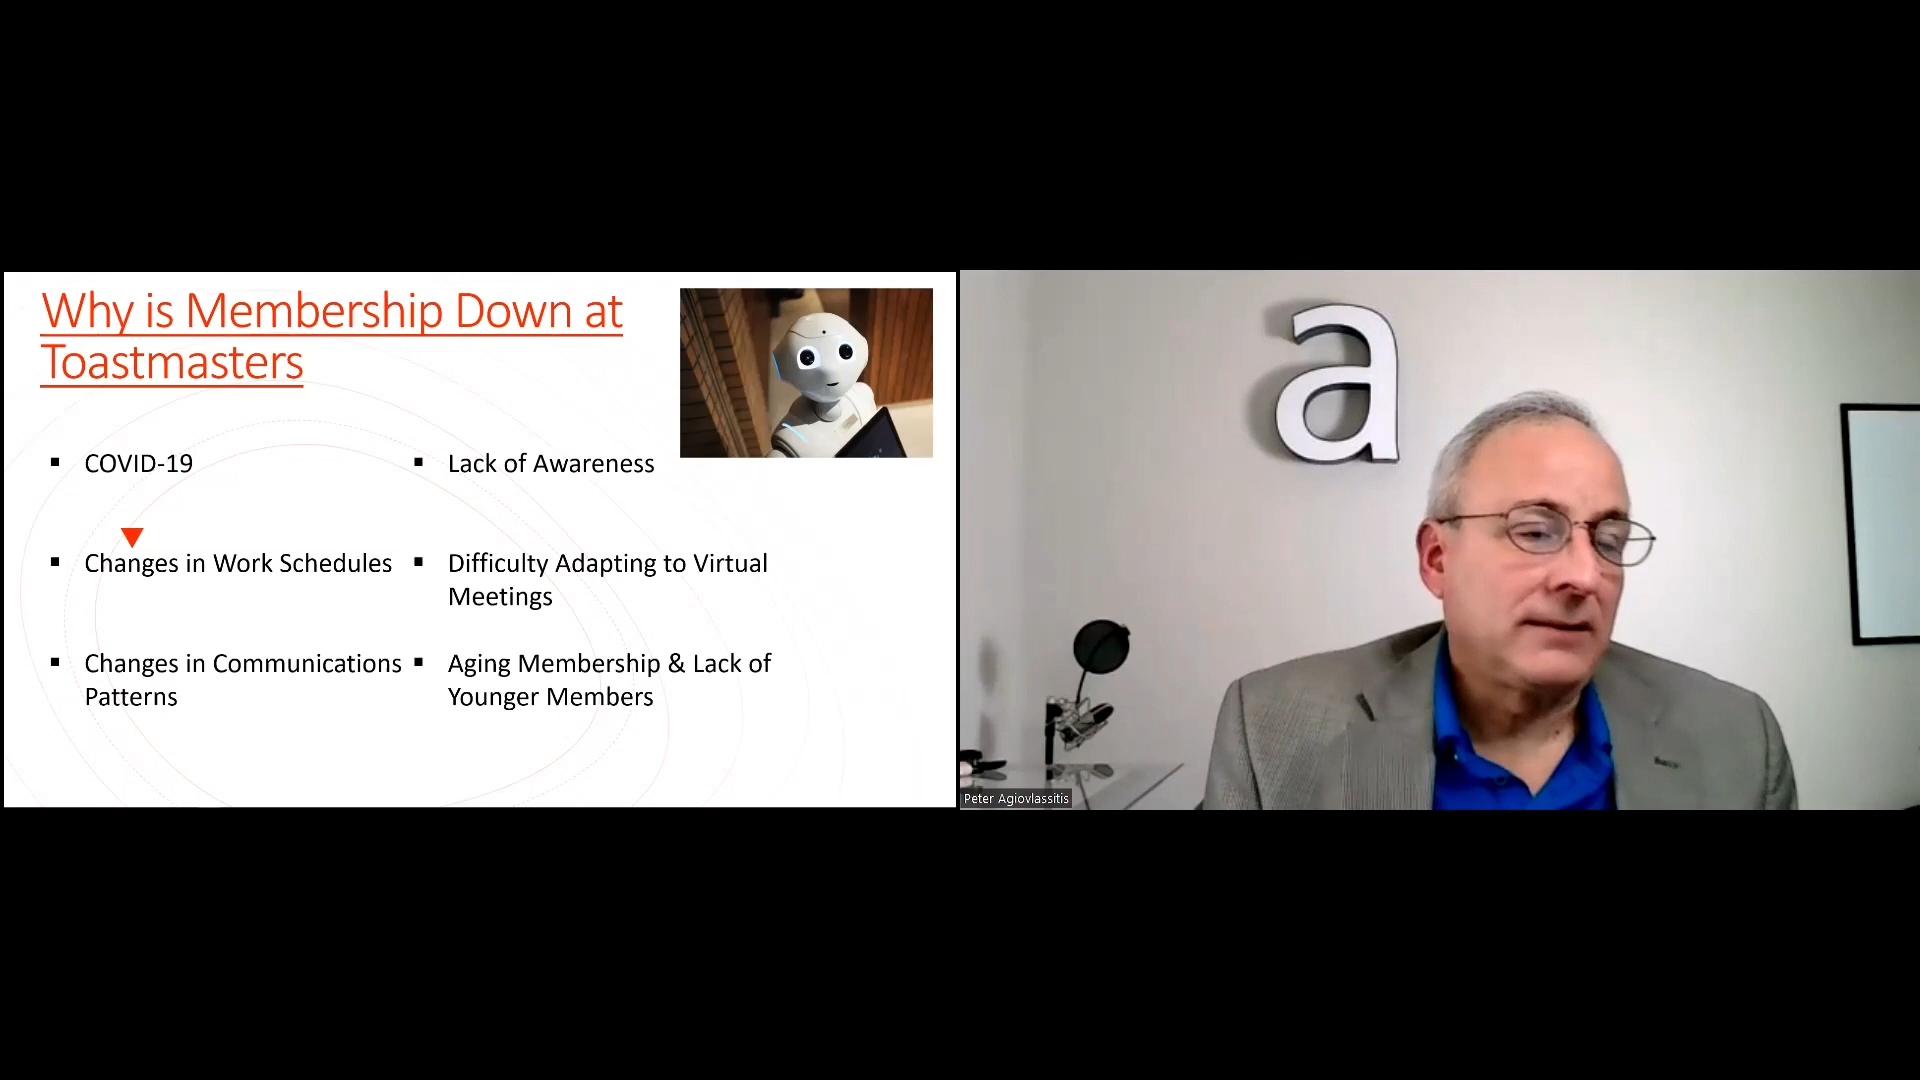 Why is Membership Down at
Toastmasters
▪ COVID-19
▪ Changes in Work Schedules
▪ Changes in Communications
Patterns
▪ Lack of Awareness
▪ Difficulty Adapting to Virtual
Meetings
▪ Aging Membership & Lack of
Younger Members
a
Peter Agiovlassitis